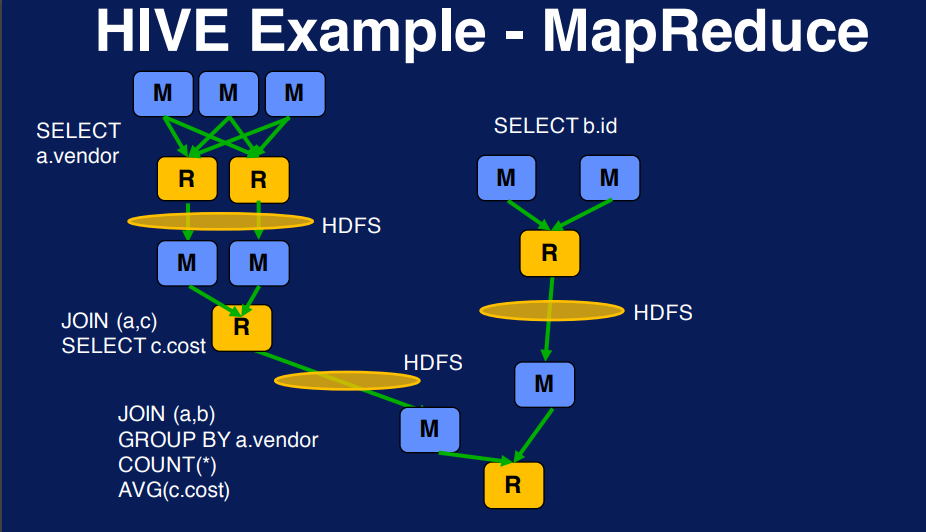 HIVE Example - MapReduce
M M M
SELECT
a.vendor
SELECT b.id
R R
M M
HDFS
R
M M
HDFS
JOIN (a,c)
SELECT c.cost
R
HDFS
M
JOIN (a,b)
GROUP BY a.vendor
COUNT(*)
AVG(c.cost)
M
R